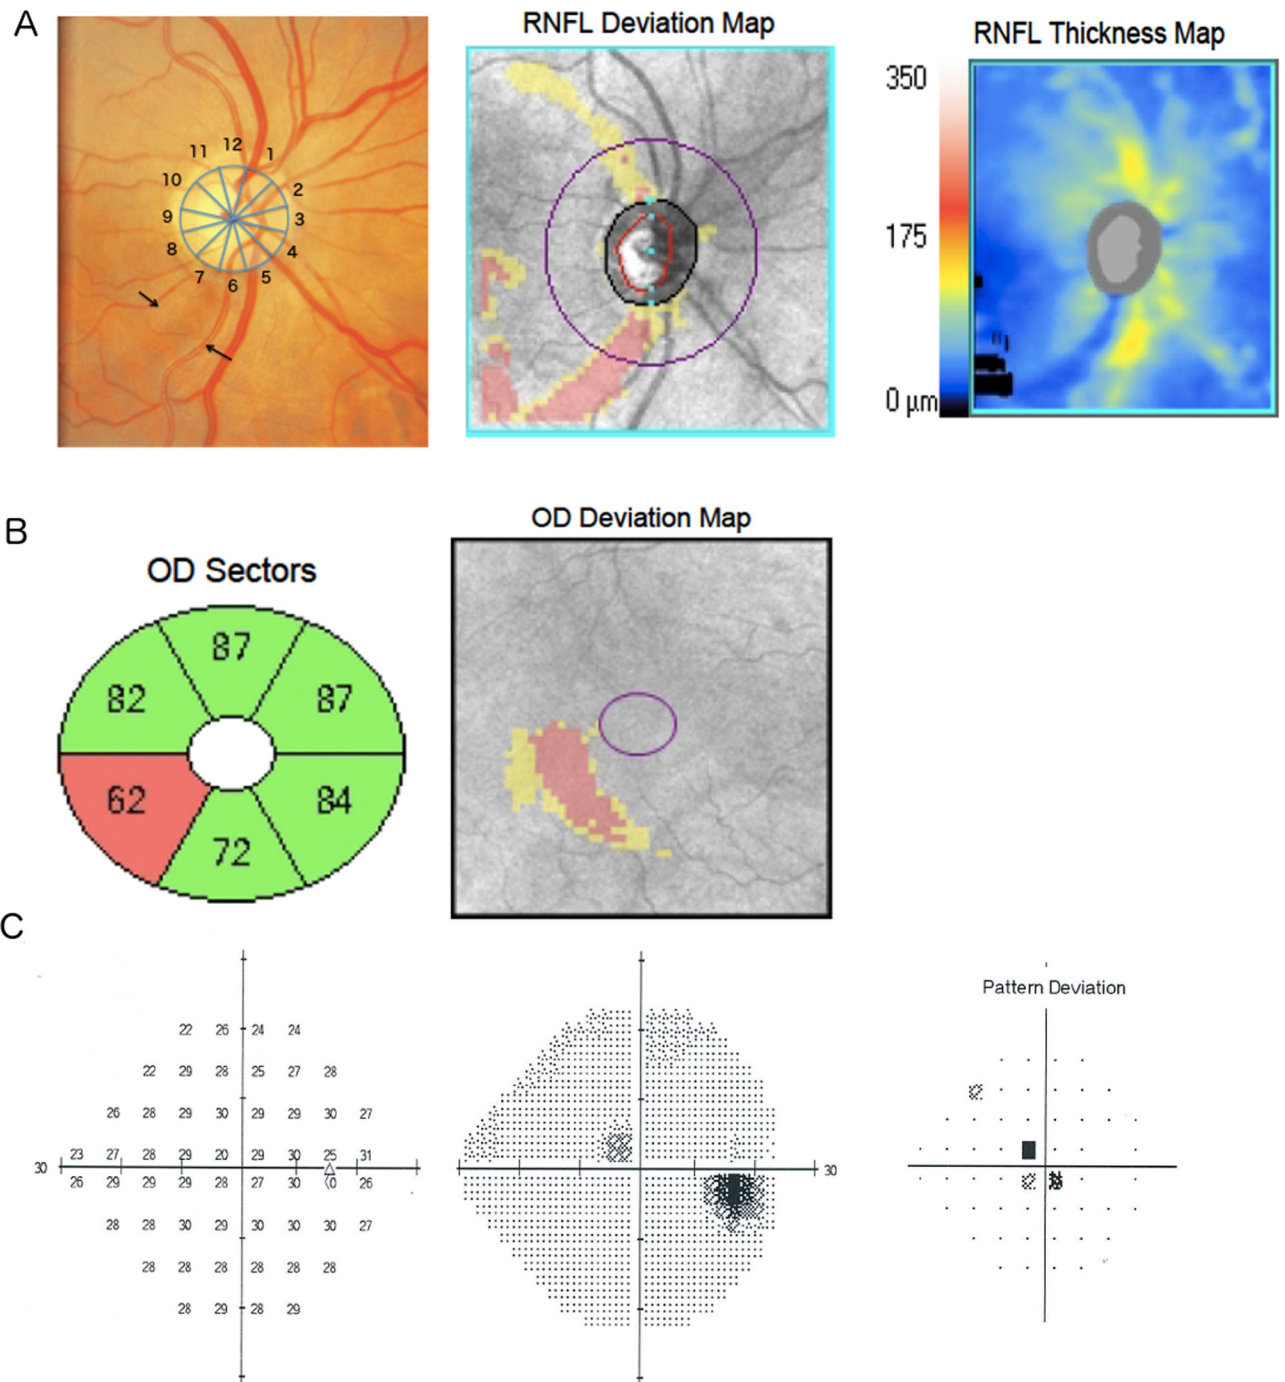 A
RNFL Deviation Map
RNFL Thickness Map
350
175
0 μm
12
11
1
10
2
9
3
8
4
7
5
6
B
OD Sectors
OD Deviation Map
87
82
87
62
84
72
C
Pattern Deviation
22 26 24 24
22 29 28 25 27 28
26 28 29 30 29 29 30 27
23 27 28 29 20 29 30 25 31
30
30
26 29 29 29 28 27 30 <0 26
28 28 30 29 30 30 30 27
28 28 28 28 28 28
28 29 28 29